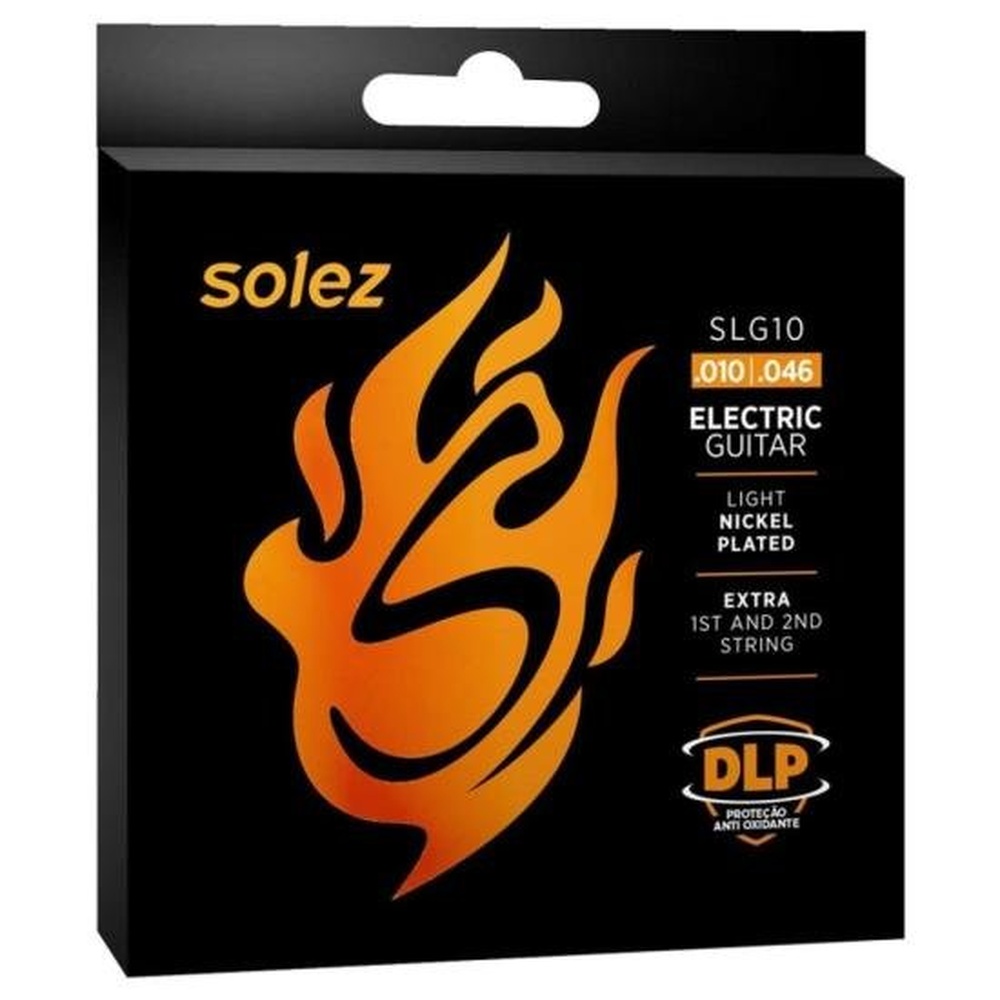 solez
SLG10
.010 | .046
ELECTRIC
GUITAR
LIGHT
NICKEL
PLATED
EXTRA
1ST AND 2ND
STRING
DLP
PROTEÇÃO
ANTI OXIDANTE